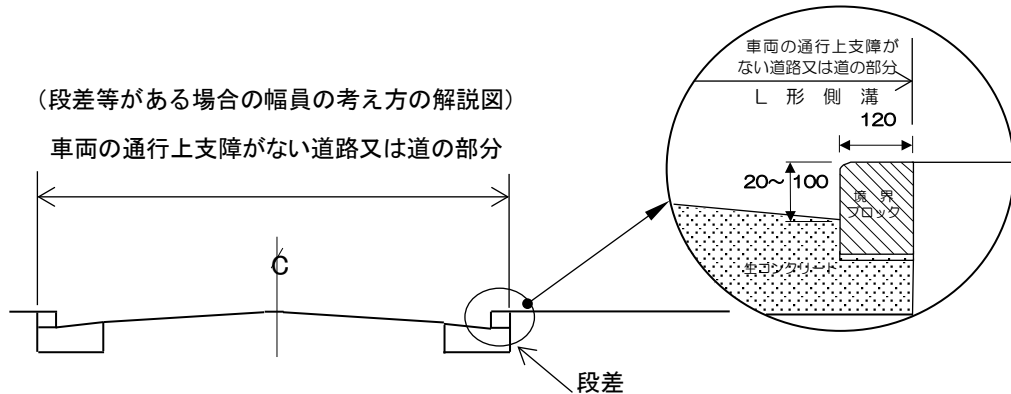 (段差等がある場合の幅員の考え方の解説図)
車両の通行上支障がない道路又は道の部分
C
段差
車両の通行上支障が
ない道路又は道の部分
L 形 側 溝
120
20～100
境 界
ブロック
生コンクリート